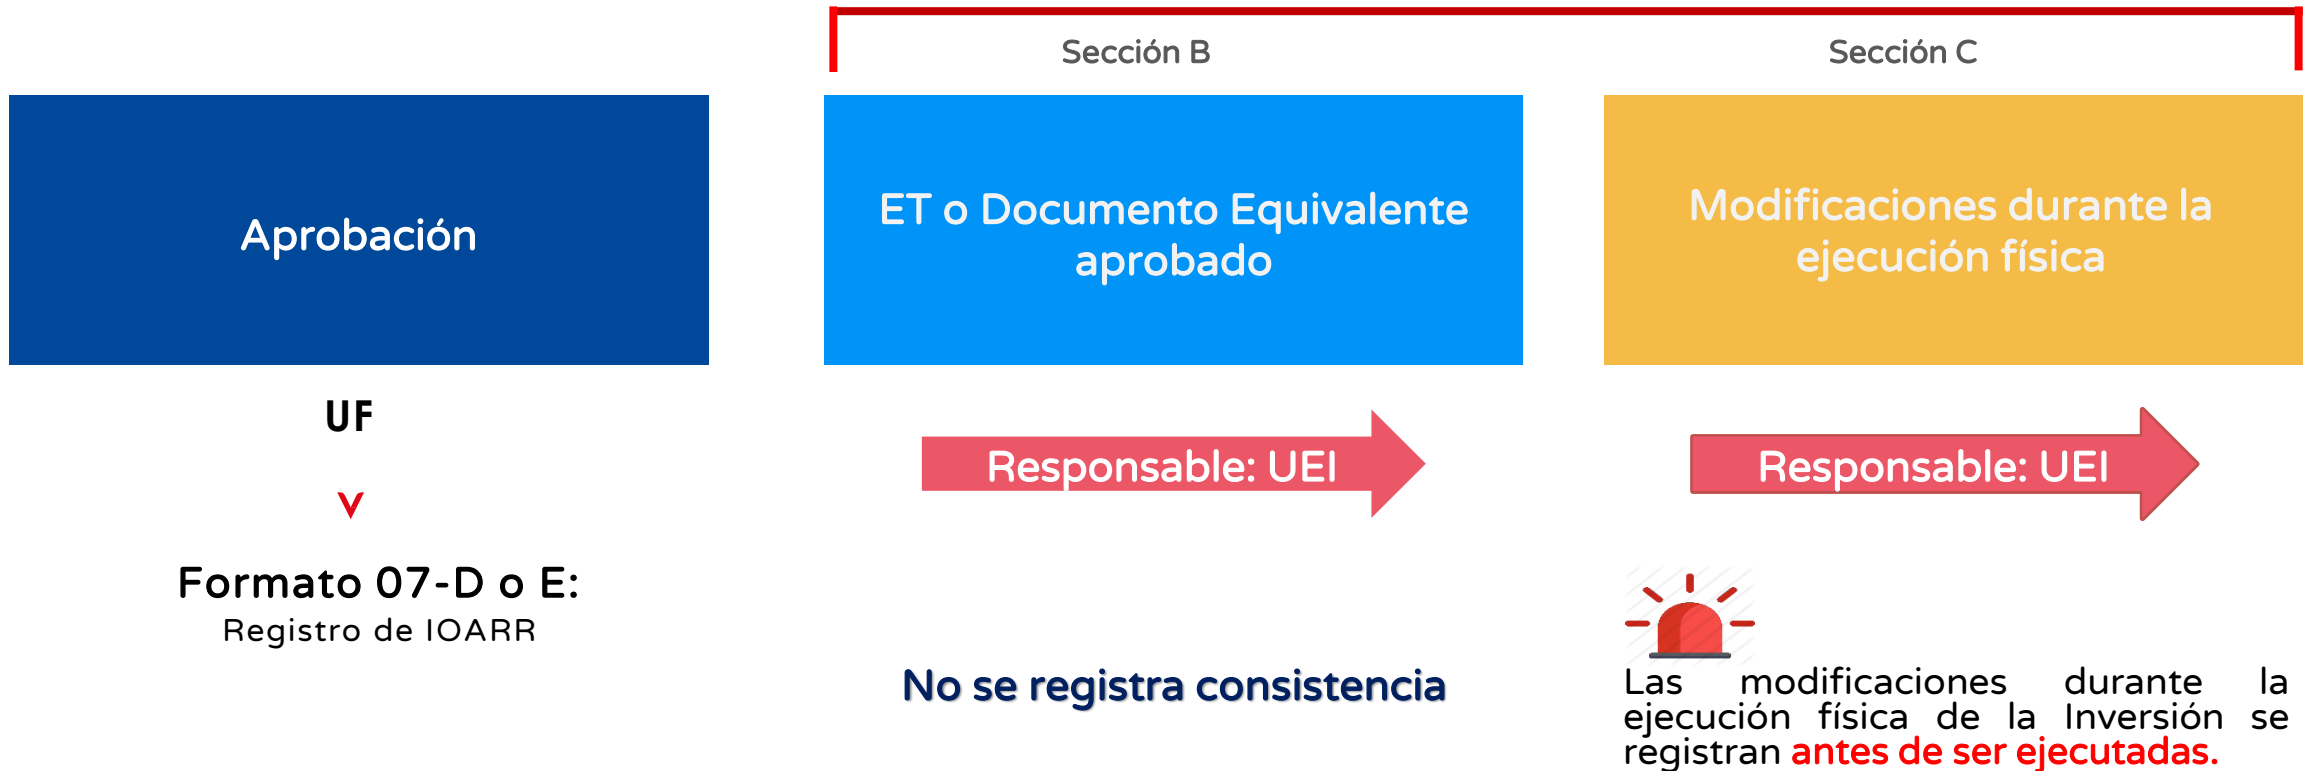 Sección B
Sección C
Aprobación
ET o Documento Equivalente
aprobado
Modificaciones durante la
ejecución física
UF
Responsable: UEI
Responsable: UEI
Formato 07-D o E:
Registro de IOARR
No se registra consistencia
Las modificaciones durante la
ejecución física de la Inversión se
registran antes de ser ejecutadas.